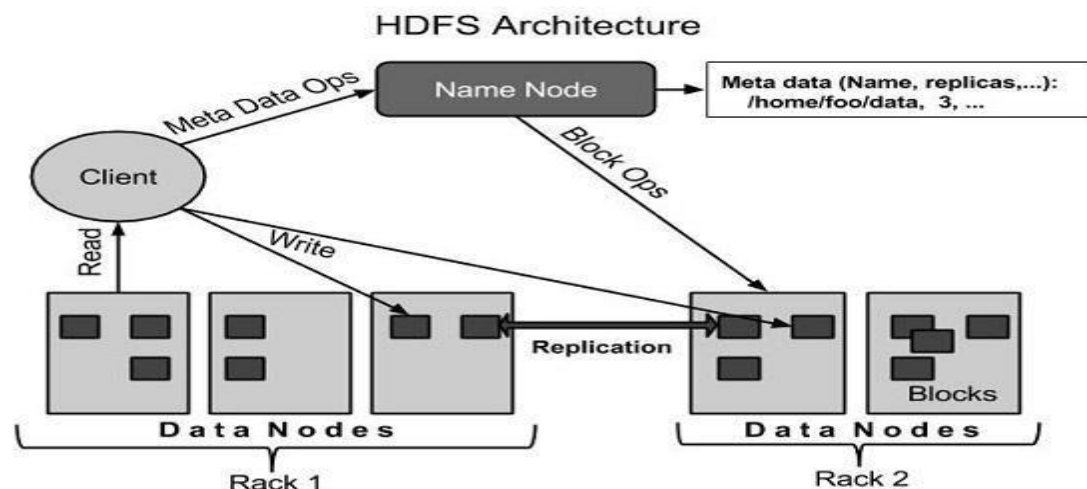 HDFS Architecture
Meta Data Ops
Name Node
Meta data (Name, replicas,...):
/home/foo/data, 3, ...
Block Ops
Client
Read
Write
Replication
Blocks
Data Nodes
Data Nodes
Rack 1
Rack 2